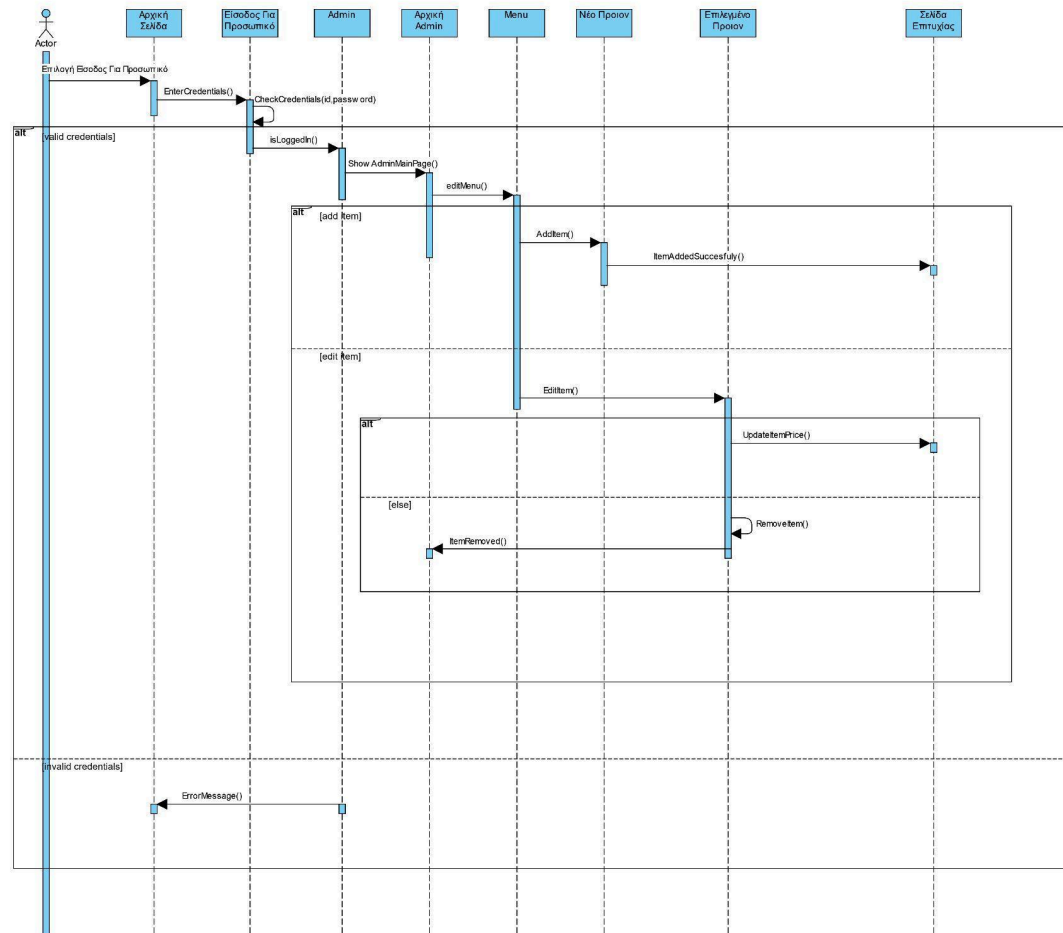 Actor
Αρχική
Σελίδα
Είσοδος Για
Προσωπικό
Admin
Αρχική
Admin
Menu
Νέο Προιον
Επιλεγμένο
Προιον
Σελίδα
Επιτυχίας
Επιλογή Είσοδος Για Προσωπικό
EnterCredentials()
CheckCredentials(id,password)
alt
[valid credentials]
isLoggedIn()
Show AdminMainPage()
editMenu()
alt
[add item]
AddItem()
ItemAddedSuccesfuly()
[edit item]
EditItem()
alt
UpdateItemPrice()
[else]
RemoveItem()
ItemRemoved()
[invalid credentials]
ErrorMessage()